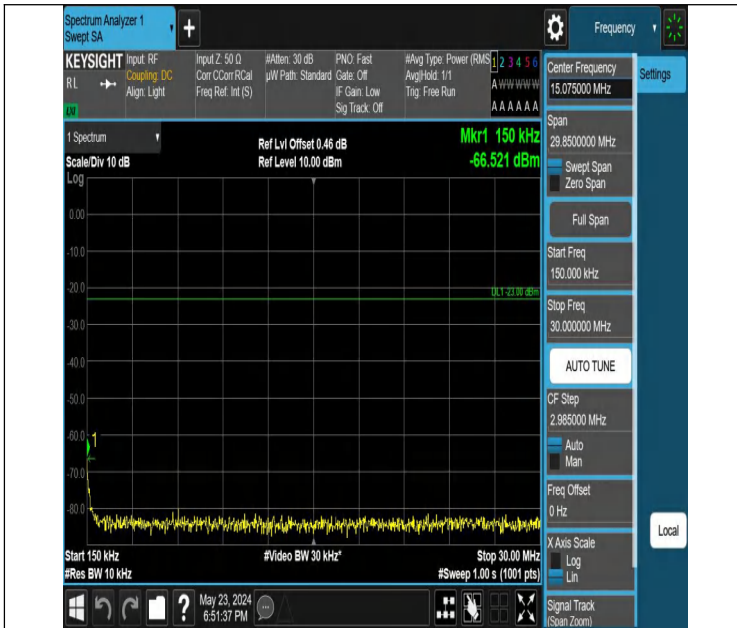 Spectrum Analyzer 1
Swept SA
Frequency
KEYSIGHT
RL
Input: RF
Coupling: DC
Align: Light
Input Z: 50 Ω
Corr CCorr RCal
Freq Ref: Int (S)
#Atten: 30 dB
µW Path: Standard
PNO: Fast
Gate: Off
IF Gain: Low
Sig Track: Off
#Avg Type: Power (RMS
Avg|Hold: 1/1
Trig: Free Run
1 2 3 4 5 6
A W W W W W
A A A A A A
1 Spectrum
Scale/Div 10 dB
Ref Lvl Offset 0.46 dB
Ref Level 10.00 dBm
Mkr1 150 kHz
-66.521 dBm
Log
0.00
-10.0
-20.0
DL1 -23.00 dBm
-30.0
-40.0
-50.0
-60.0
1
-70.0
-80.0
Start 150 kHz
#Video BW 30 kHz*
Stop 30.00 MHz
#Res BW 10 kHz
#Sweep 1.00 s (1001 pts)
?
May 23, 2024
6:51:37 PM
Center Frequency
15.075000 MHz
Settings
Span
29.8500000 MHz
Swept Span
Zero Span
Full Span
Start Freq
150.000 kHz
Stop Freq
30.000000 MHz
AUTO TUNE
CF Step
2.985000 MHz
Auto
Man
Freq Offset
0 Hz
X Axis Scale
Log
Lin
Local
Signal Track
(Span Zoom)